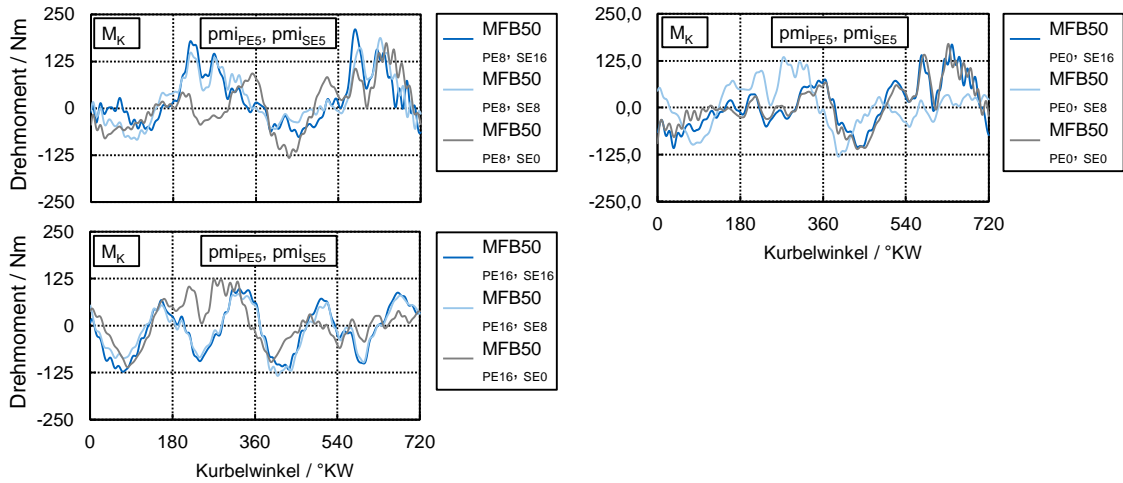 Drehmoment / Nm
250
125
0
-125
-250
M_K
pmi_PE5, pmi_SE5
MFB50
PE8, SE16
MFB50
PE8, SE8
MFB50
PE8, SE0
250,0
125,0
0,0
-125,0
-250,0
M_K
pmi_PE5, pmi_SE5
0 180 360 540 720
Kurbelwinkel / °KW
MFB50
PE0, SE16
MFB50
PE0, SE8
MFB50
PE0, SE0
Drehmoment / Nm
250
125
0
-125
-250
M_K
pmi_PE5, pmi_SE5
0 180 360 540 720
Kurbelwinkel / °KW
MFB50
PE16, SE16
MFB50
PE16, SE8
MFB50
PE16, SE0